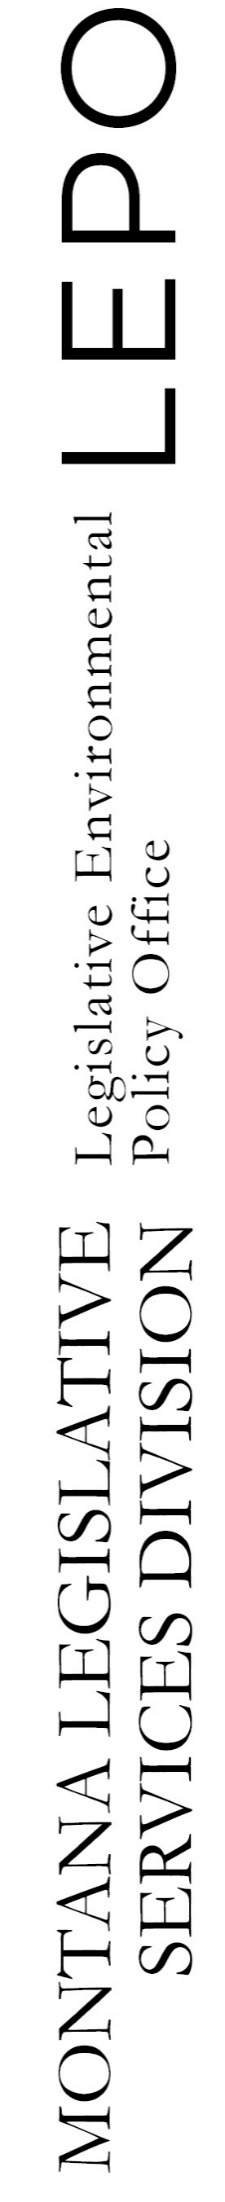 MONTANA LEGISLATIVE
SERVICES DIVISION
Legislative Environmental
Policy Office
LEPO